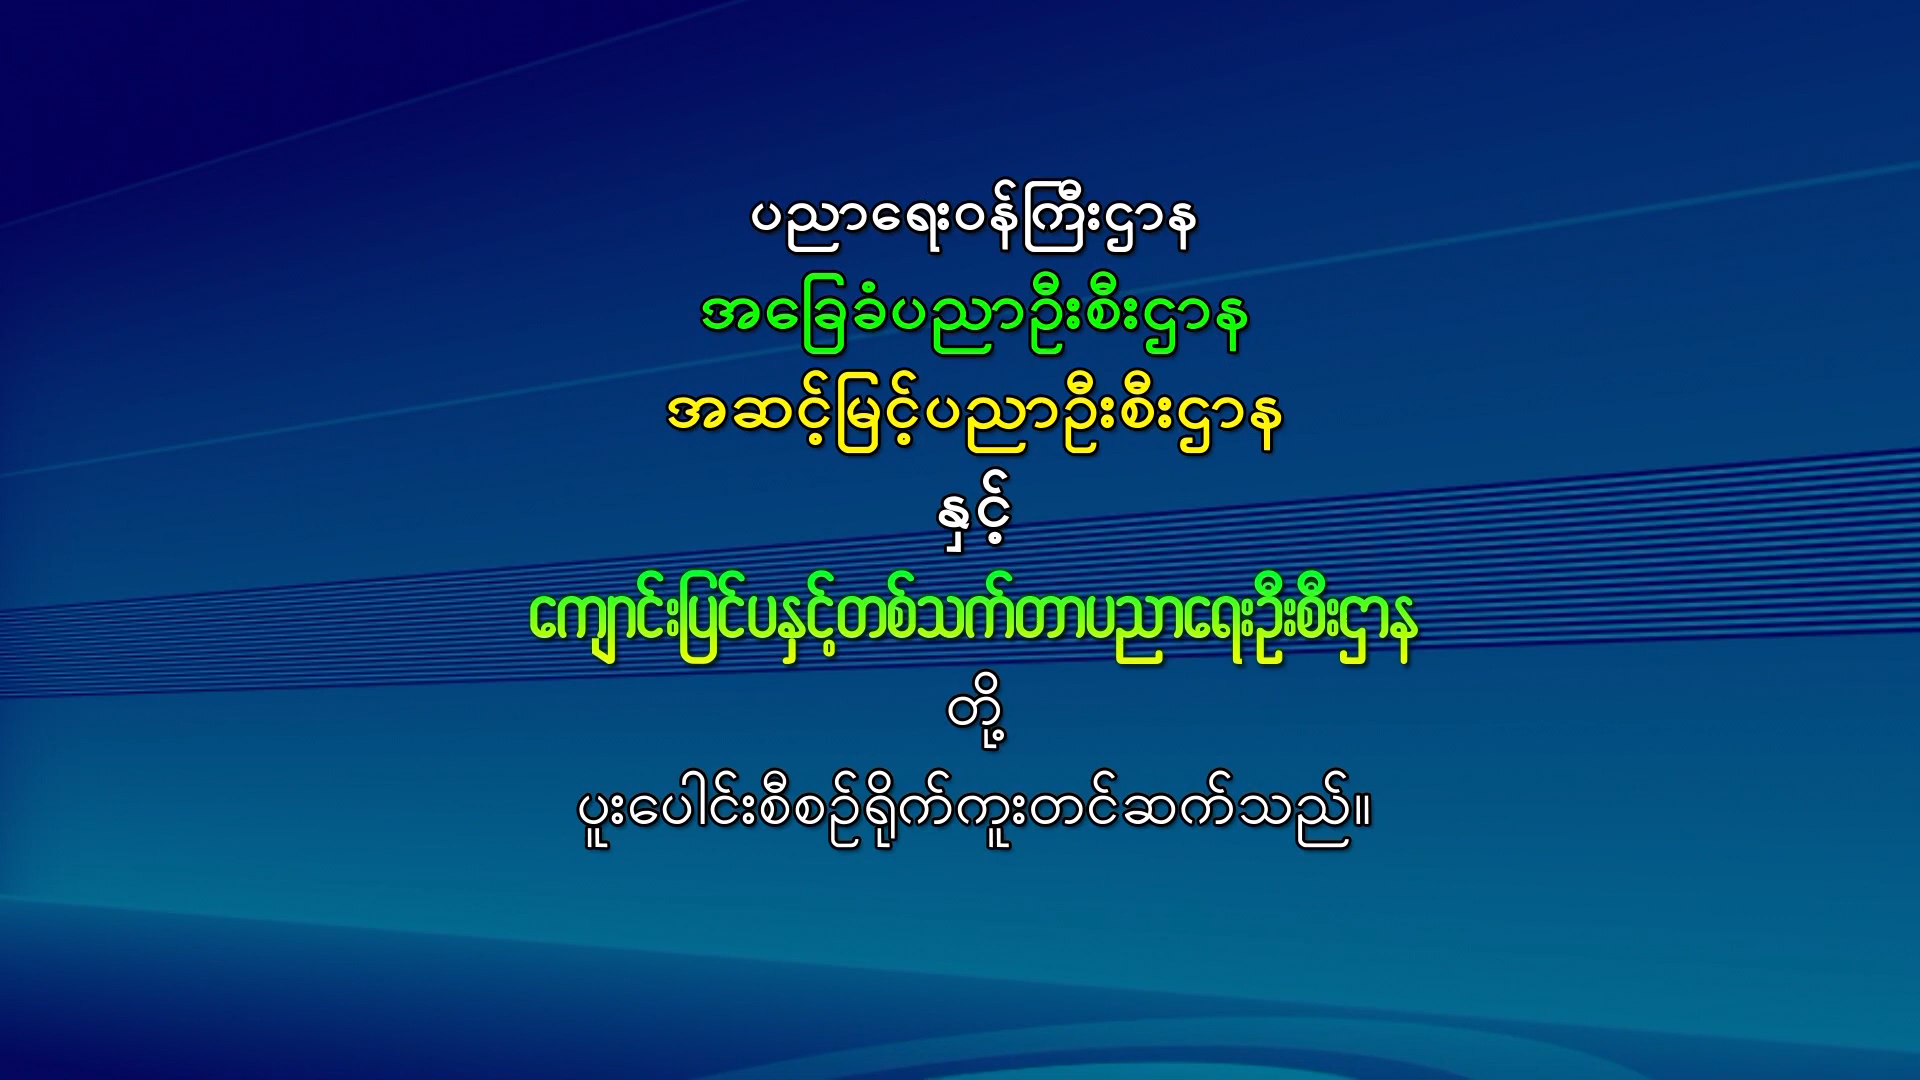 ပညာရေးဝန်ကြီးဌာန
အခြေခံပညာဦးစီးဌာန
အဆင့်မြင့်ပညာဦးစီးဌာန
နှင့်
ကျောင်းပြင်ပနှင့်တစ်သက်တာပညာရေးဦးစီးဌာန
တို့
ပူးပေါင်းစီစဉ်ရိုက်ကူးတင်ဆက်သည်။